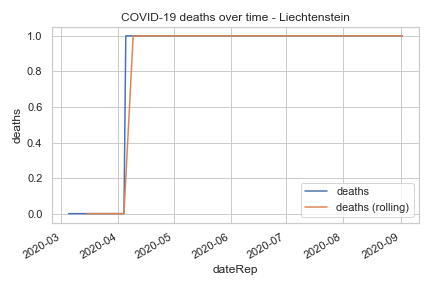 COVID-19 deaths over time - Liechtenstein
1.0
0.8
0.6
0.4
0.2
0.0
deaths
deaths
deaths (rolling)
2020-03
2020-04
2020-05
2020-06
2020-07
2020-08
2020-09
dateRep